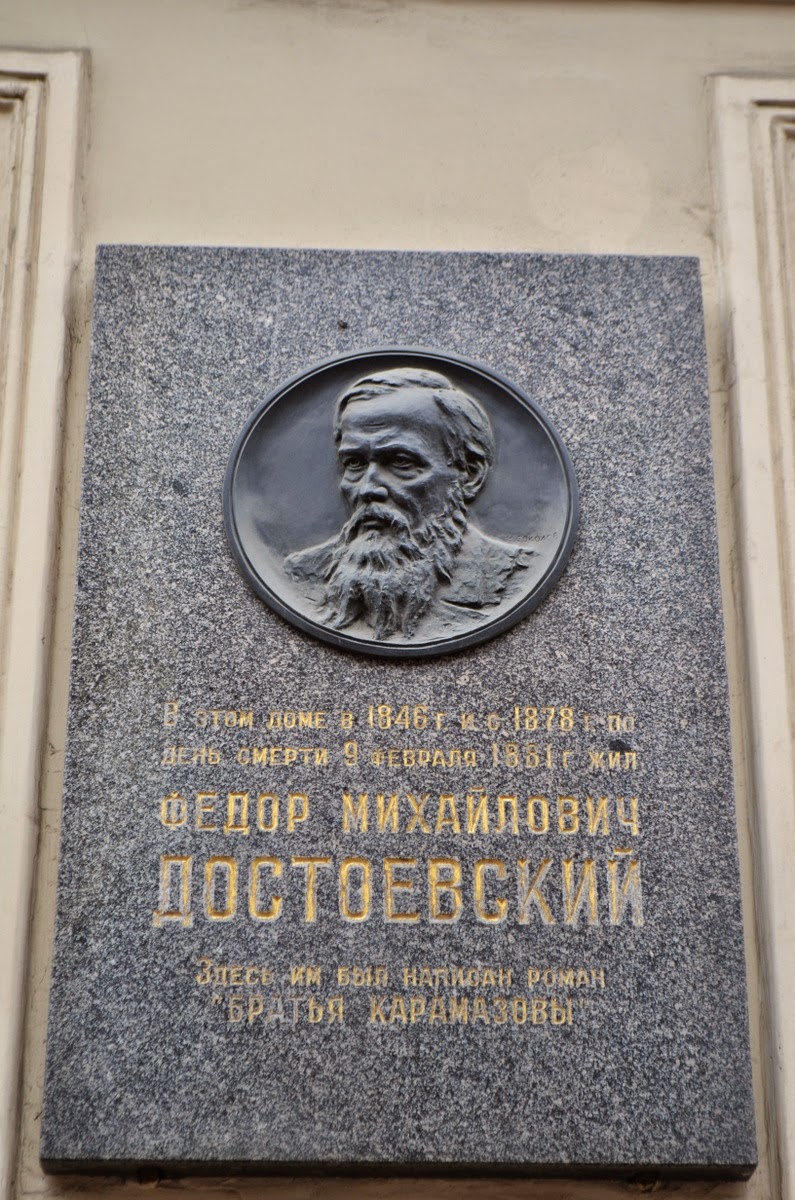 В этом доме в 1846 г. и с 1878 г. по
день смерти 9 февраля 1881 г. жил
ФЕДОР МИХАЙЛОВИЧ
ДОСТОЕВСКИЙ
Здесь им был написан роман
"БРАТЬЯ КАРАМАЗОВЫ"